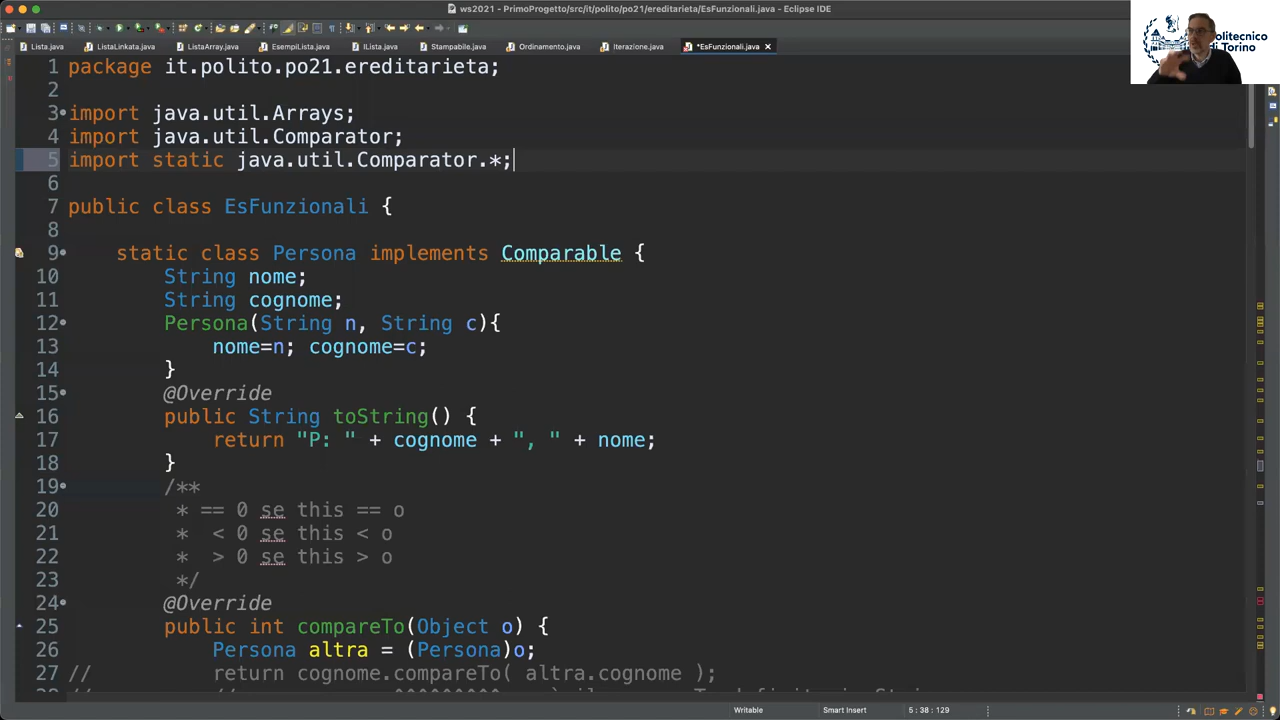 ws2021 - PrimoProgetto/src/it/polito/po21/ereditarieta/EsFunzionali.java - Eclipse IDE
Lista.java
ListaLinkata.java
ListaArray.java
EsempiLista.java
IListа.java
Stampabile.java
Ordinamento.java
Iterazione.java
*EsFunzionali.java
Politecnico
di Torino
1 package it.polito.po21.ereditarieta;
2
3 import java.util.Arrays;
4 import java.util.Comparator;
5 import static java.util.Comparator.*;
6
7 public class EsFunzionali {
8
9 static class Persona implements Comparable {
10 String nome;
11 String cognome;
12 Persona(String n, String c){
13 nome=n; cognome=c;
14 }
15 @Override
16 public String toString() {
17 return "P: " + cognome + ", " + nome;
18 }
19 /**
20 * == 0 se this == o
21 * < 0 se this < o
22 * > 0 se this > o
23 */
24 @Override
25 public int compareTo(Object o) {
26 Persona altra = (Persona)o;
27 // return cognome.compareTo( altra.cognome );
Writable
Smart Insert
5 : 38 : 129